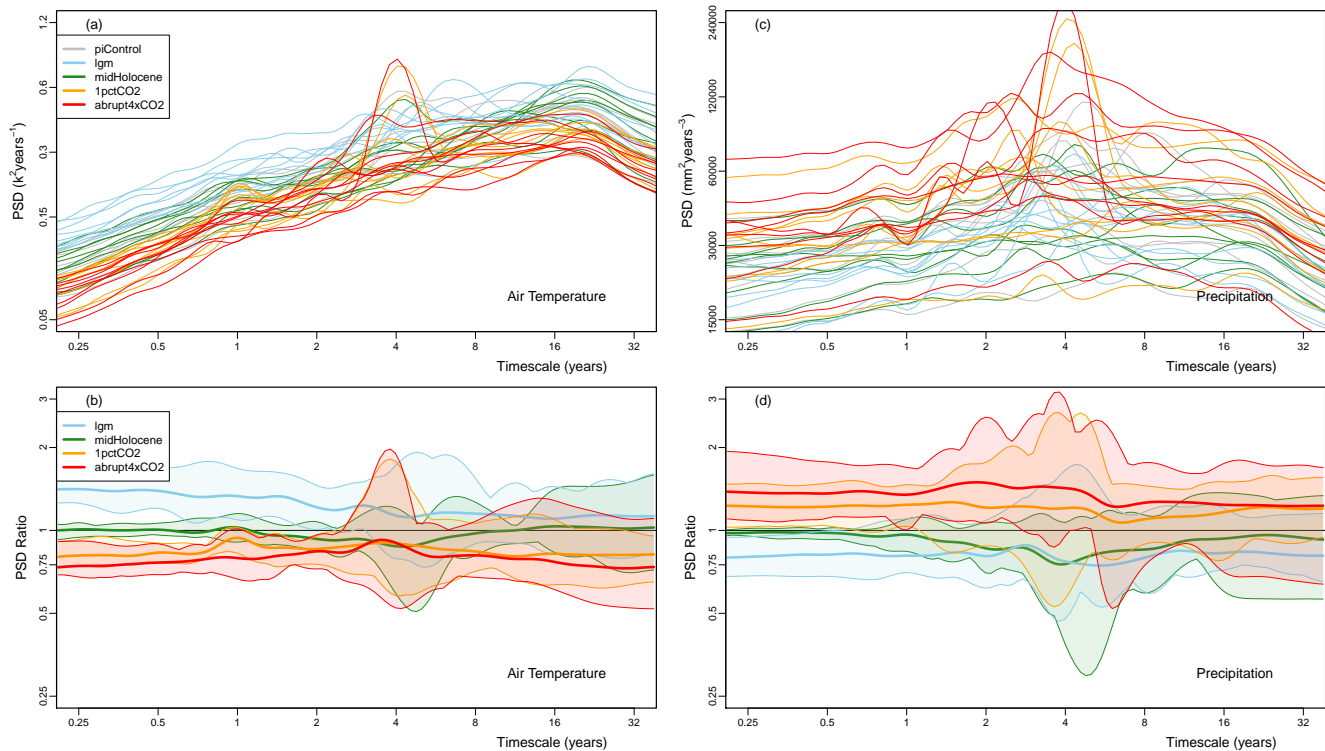 (a)
piControl
lgm
midHolocene
1pctCO2
abrupt4xCO2
PSD (k²years⁻¹)
1.2
0.6
0.3
0.15
0.05
Air Temperature
0.25 0.5 1 2 4 8 16 32
Timescale (years)
(c)
PSD (mm²years⁻³)
240000
120000
60000
30000
15000
Precipitation
0.25 0.5 1 2 4 8 16 32
Timescale (years)
(b)
lgm
midHolocene
1pctCO2
abrupt4xCO2
PSD Ratio
3
2
1
0.75
0.5
0.25
Air Temperature
0.25 0.5 1 2 4 8 16 32
Timescale (years)
(d)
PSD Ratio
3
2
1
0.75
0.5
0.25
Precipitation
0.25 0.5 1 2 4 8 16 32
Timescale (years)